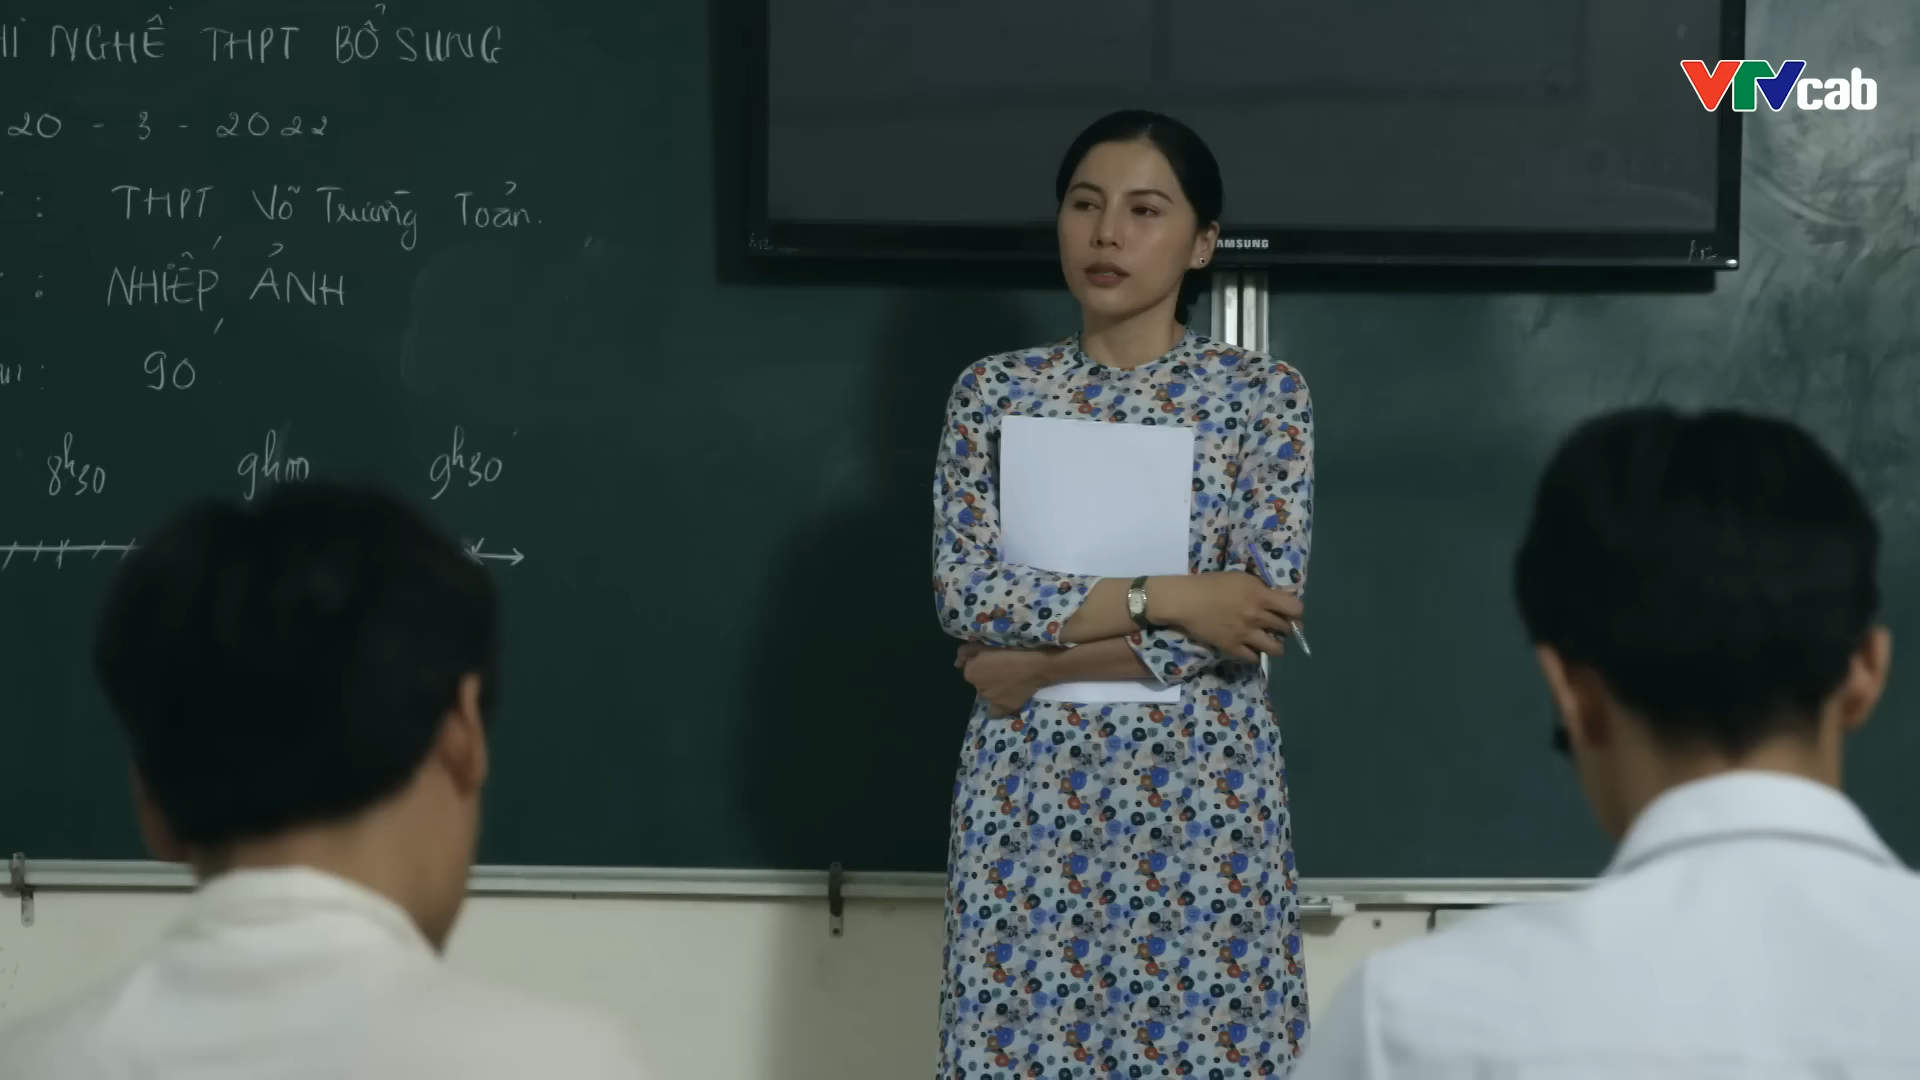 NGHỀ THPT BỔ SUNG
20 - 3 - 2022
: THPT Võ Trường Toản.
: NHIẾP ẢNH
: 90'
8h30 9h00 9h30
SAMSUNG
VTVcab